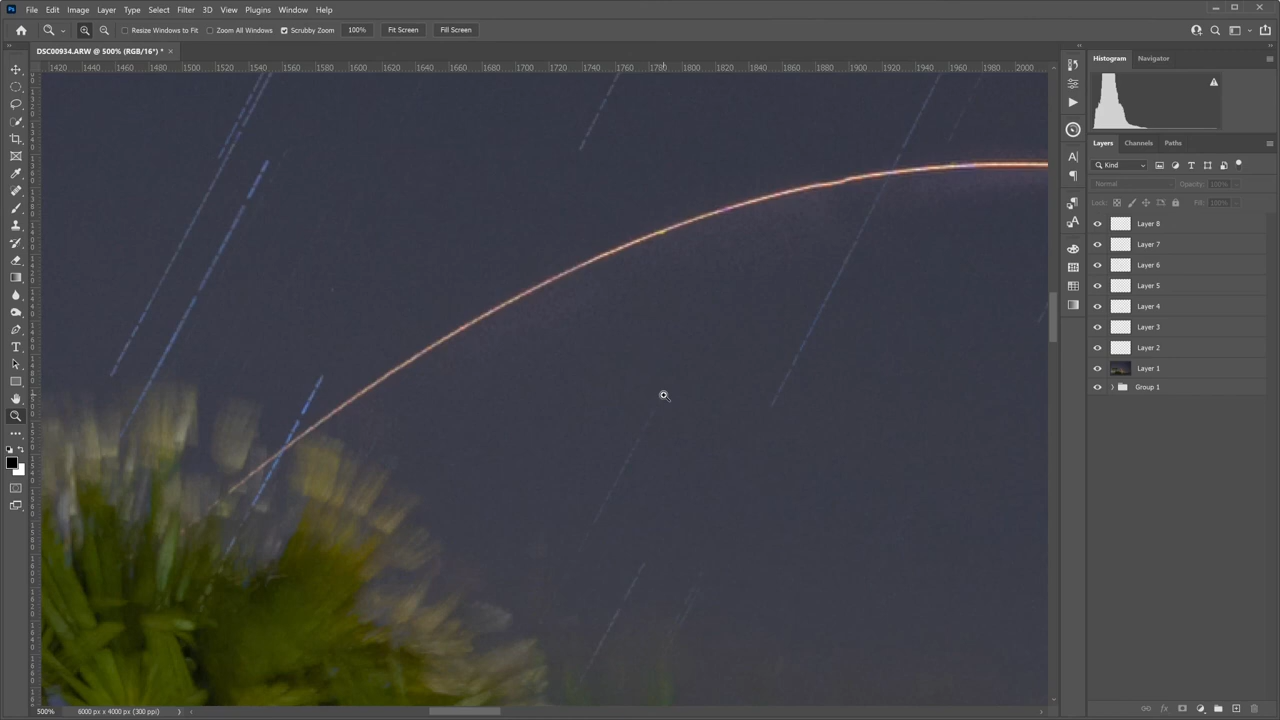 Ps File Edit Image Layer Type Select Filter 3D View Plugins Window Help
Resize Windows to Fit Zoom All Windows Scrubby Zoom 100% Fit Screen Fill Screen
DSC00934.ARW @ 500% (RGB/16*) * ×
1420 1440 1460 1480 1500 1520 1540 1560 1580 1600 1620 1640 1660 1680 1700 1720 1740 1760 1780 1800 1820 1840 1860 1880 1900 1920 1940 1960 1980 2000
Histogram Navigator
Layers Channels Paths
Kind
Normal Opacity: 100%
Lock: Fill: 100%
Layer 8
Layer 7
Layer 6
Layer 5
Layer 4
Layer 3
Layer 2
Layer 1
Group 1
500% 6000 px x 4000 px (300 ppi)